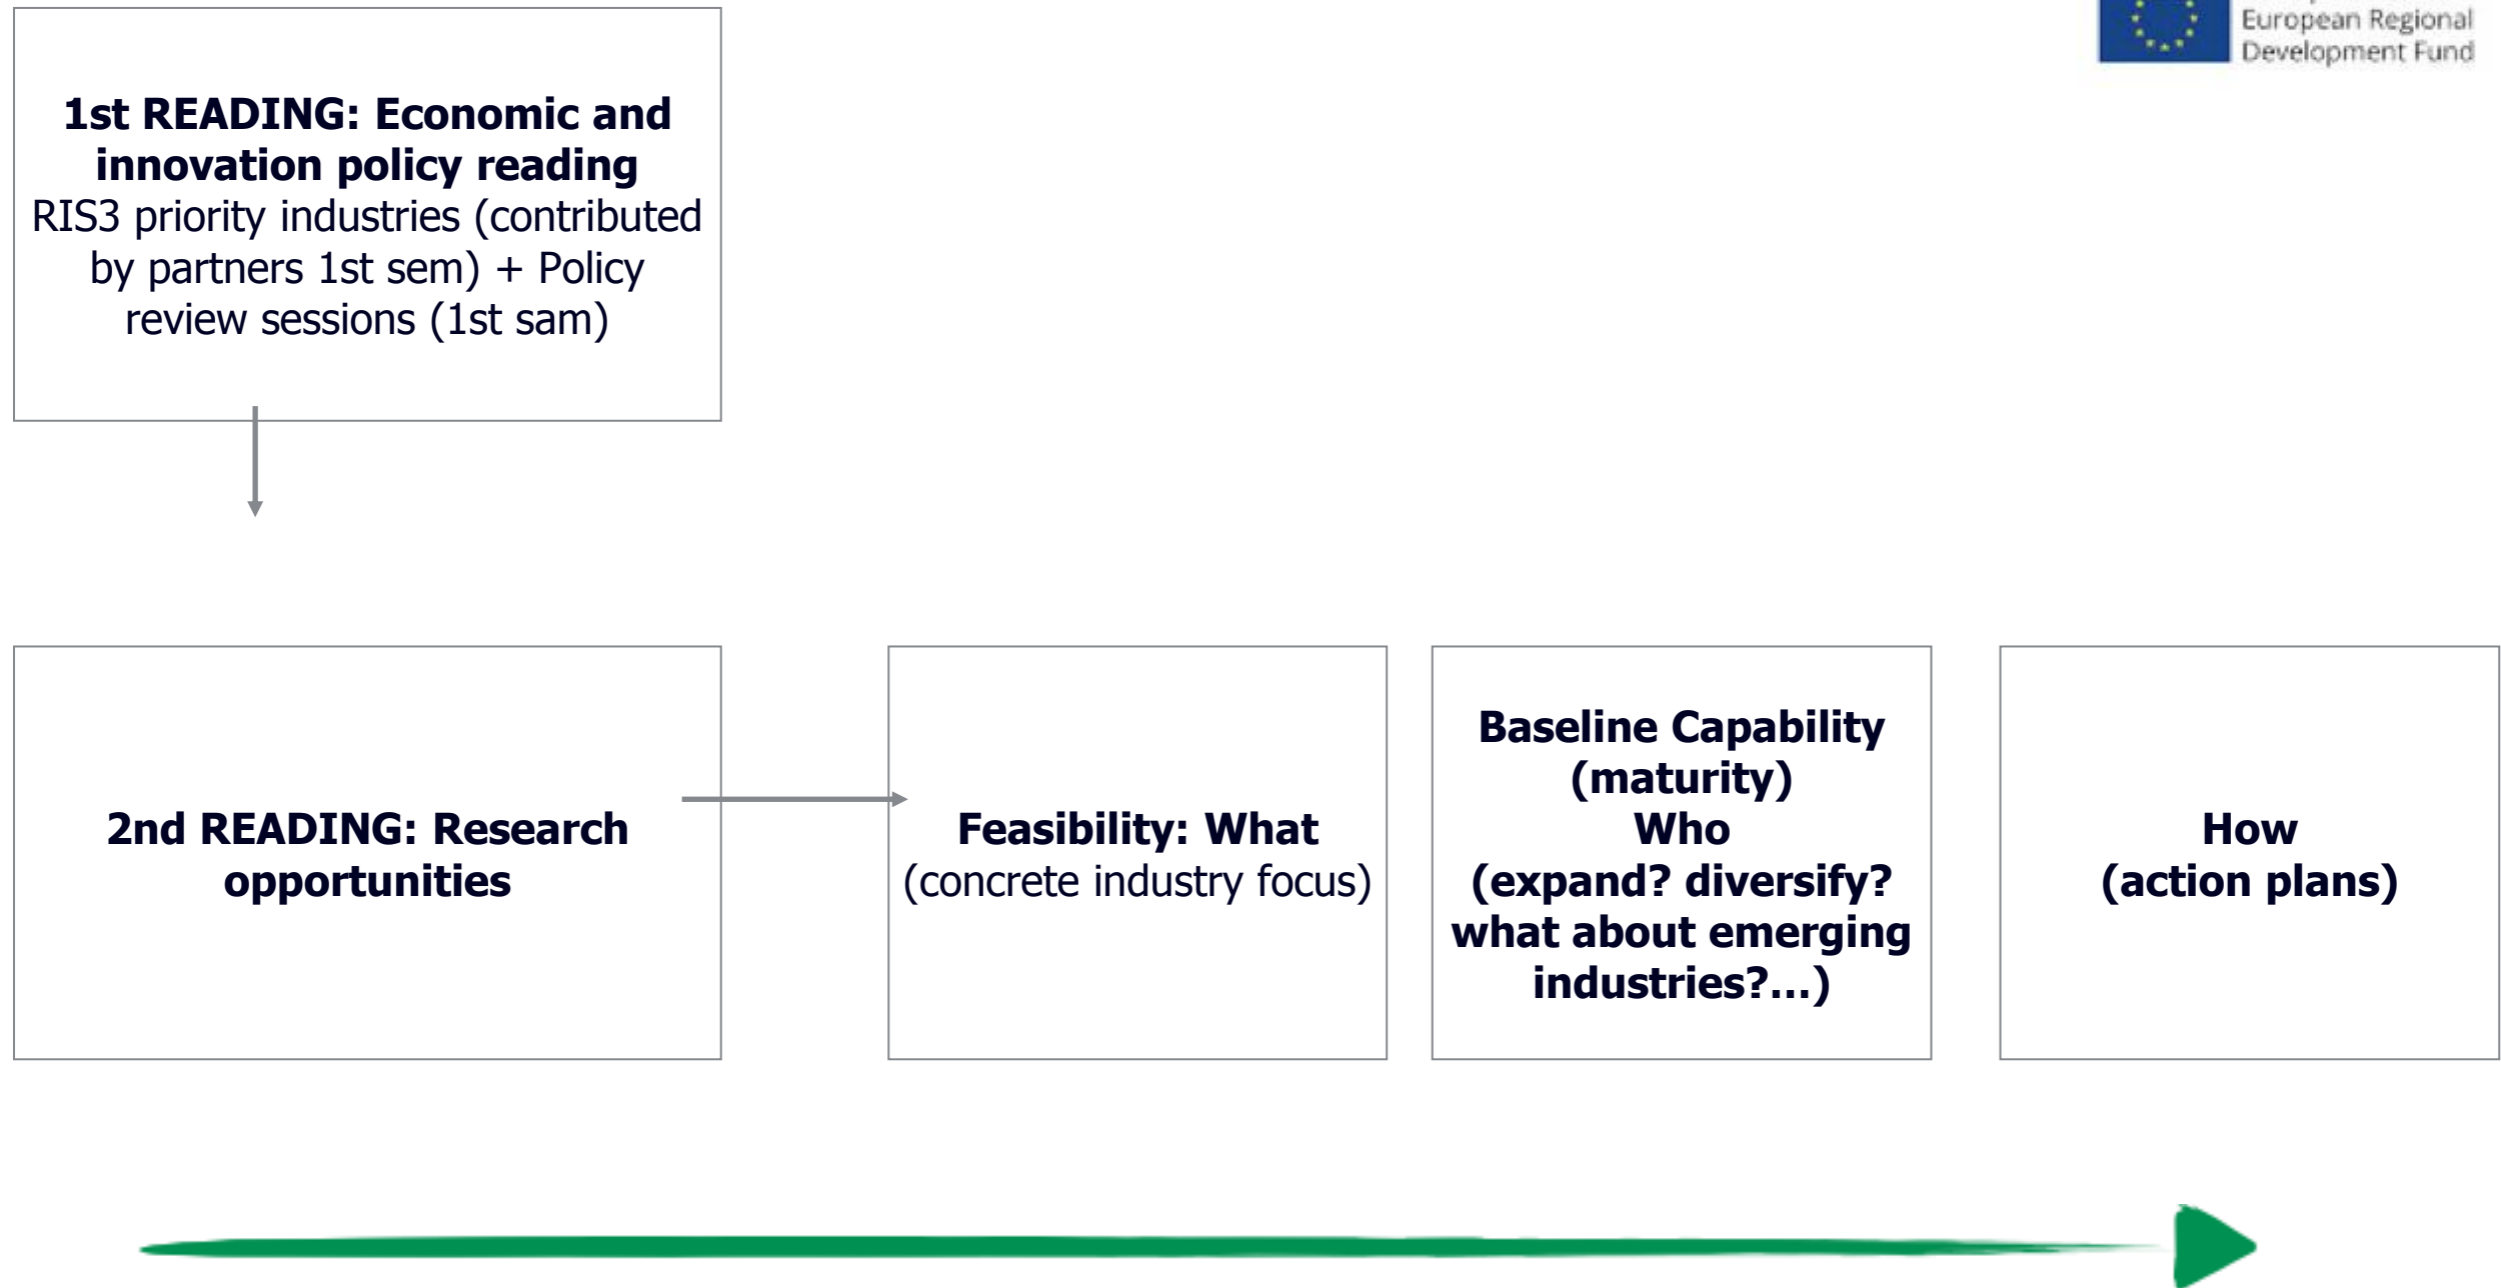 European Regional
Development Fund
1st READING: Economic and
innovation policy reading
RIS3 priority industries (contributed
by partners 1st sem) + Policy
review sessions (1st sam)
2nd READING: Research
opportunities
Feasibility: What
(concrete industry focus)
Baseline Capability
(maturity)
Who
(expand? diversify?
what about emerging
industries?...)
How
(action plans)